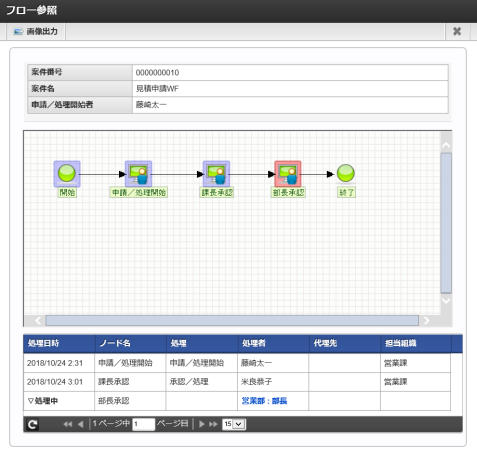 フロー参照
画像出力
案件番号 0000000010
案件名 見積申請WF
申請／処理開始者 藤崎太一
開始 申請／処理開始 課長承認 部長承認 終了
処理日時 ノード名 処理 処理者 代理先 担当組織
2018/10/24 2:31 申請／処理開始 申請／処理開始 藤崎太一 営業課
2018/10/24 3:01 課長承認 承認／処理 米良恭子 営業課
▽処理中 部長承認 営業部 : 部長
1ページ中 1 ページ目 15